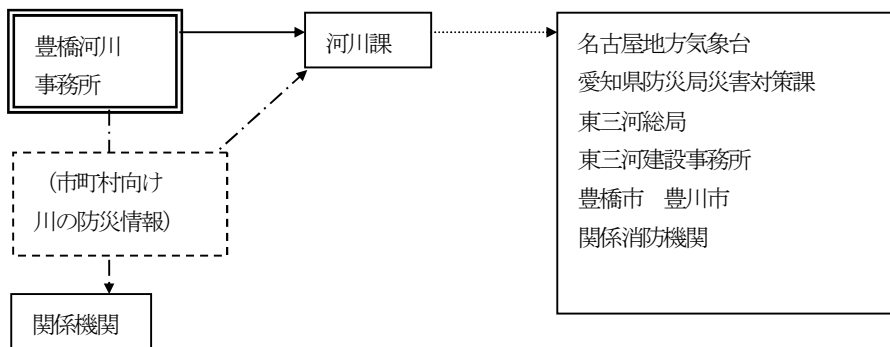 豊橋河川
事務所
河川課
名古屋地方気象台
愛知県防災局災害対策課
東三河総局
東三河建設事務所
豊橋市　豊川市
関係消防機関
（市町村向け
川の防災情報）
関係機関